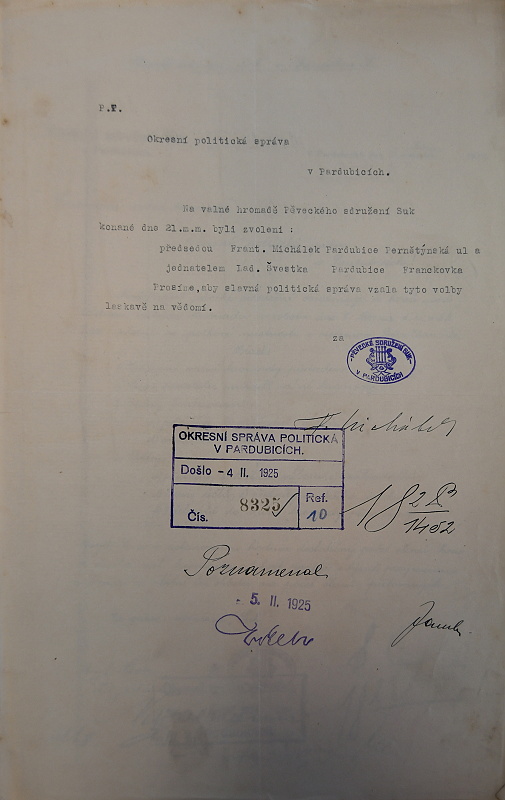 P.T.
Okresní politická správa
v Pardubicích.
Na valné hromadě Pěveckého sdružení Suk
konané dne 21.m.m. byli zvoleni :
předsedou Frant. Michálek Pardubice Pernštýnská ul a
jednatelem Lad. Švestka Pardubice Franckovka
Prosíme,aby slavná politická správa vzala tyto volby
laskavě na vědomí.
za
PĚVECKÉ SDRUŽENÍ SUK
V PARDUBICÍCH
F. Michálek
OKRESNÍ SPRÁVA POLITICKÁ
V PARDUBICÍCH.
Došlo - 4 II. 1925
Čís. 8325 Ref. 10
Poznamenal
- 5. II. 1925